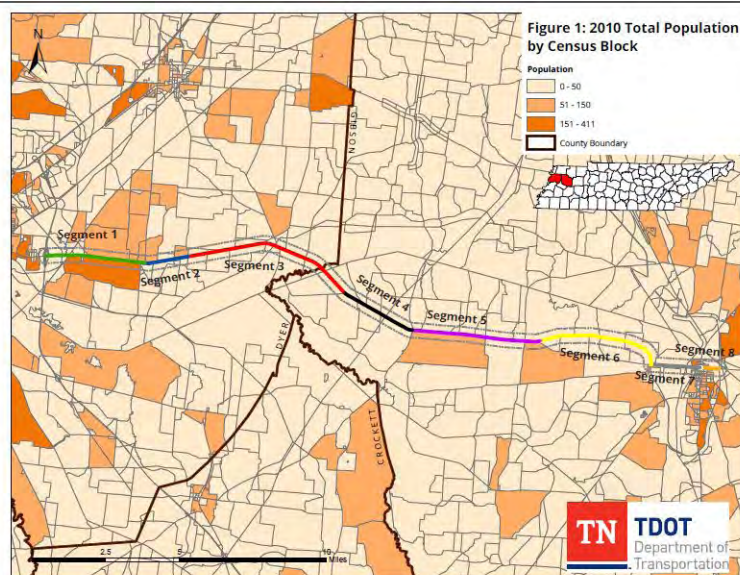 Figure 1: 2010 Total Population
by Census Block
Population
0 - 50
51 - 150
151 - 411
County Boundary
N
GIBSON
Segment 1
Segment 2
Segment 3
Segment 4
Segment 5
Segment 6
Segment 7
Segment 8
DYER
CROCKETT
2.5
5
10
Miles
TN
TDOT
Department of
Transportation